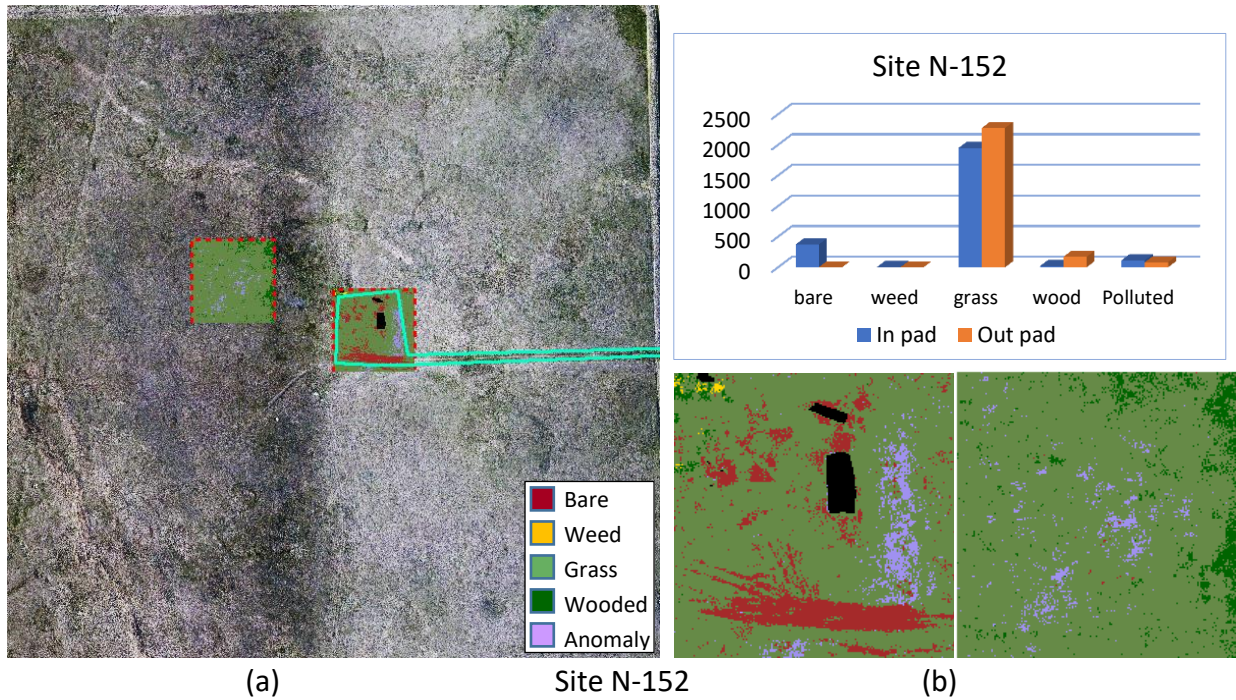 Site N-152
2500
2000
1500
1000
500
0
bare weed grass wood Polluted
In pad Out pad
Bare
Weed
Grass
Wooded
Anomaly
(a) Site N-152 (b)